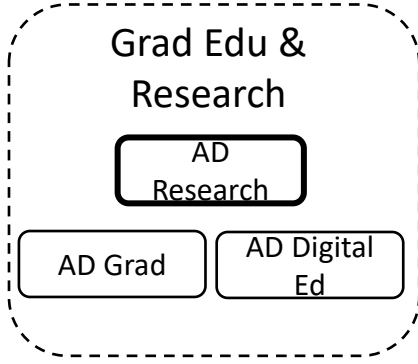 Grad Edu &
Research
AD
Research
AD Grad
AD Digital
Ed